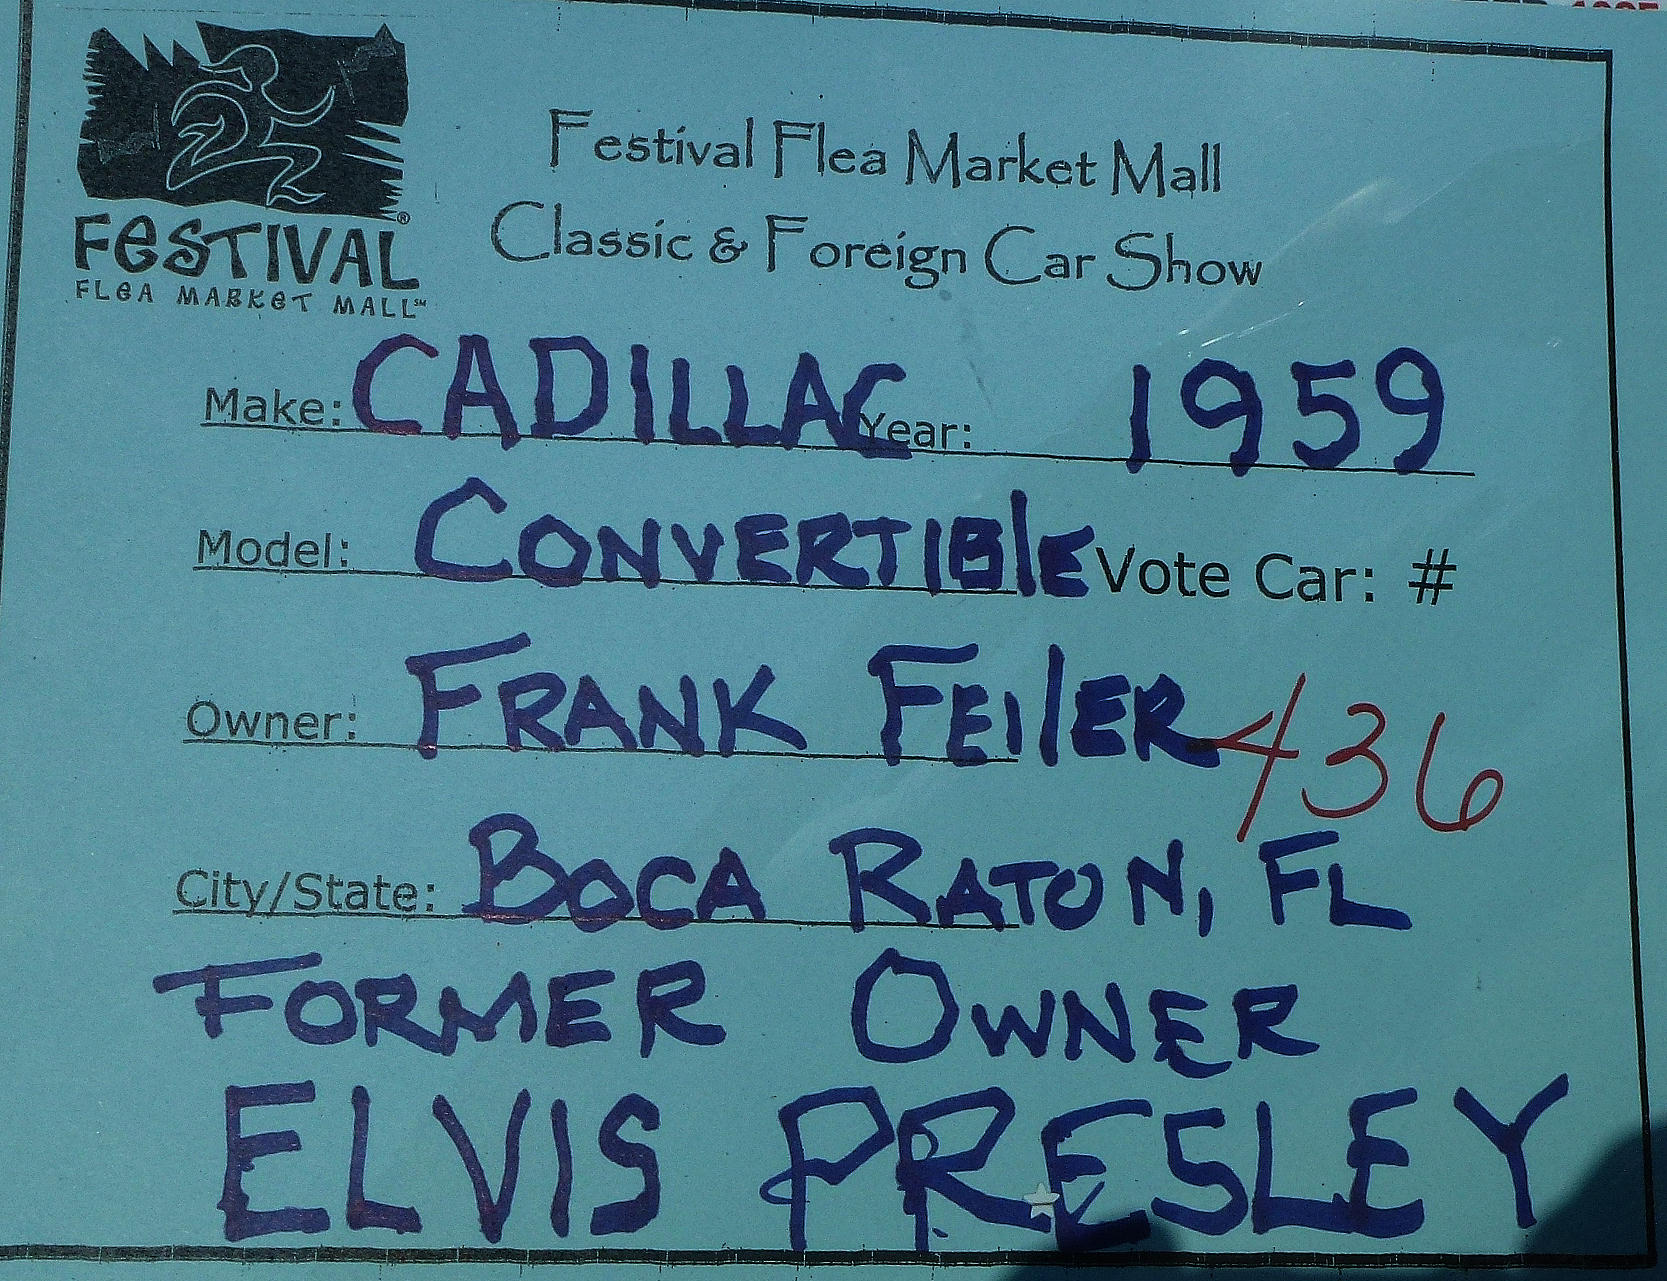 Festival Flea Market Mall
Classic & Foreign Car Show
FESTIVAL®
FLEA MARKET MALL℠
Make: CADILLAC Year: 1959
Model: CONVERTIBlE Vote Car: #
Owner: FRANK FEIlER 436
City/State: BOCA RATON, FL
FORMER OWNER
ELVIS PRESLEY